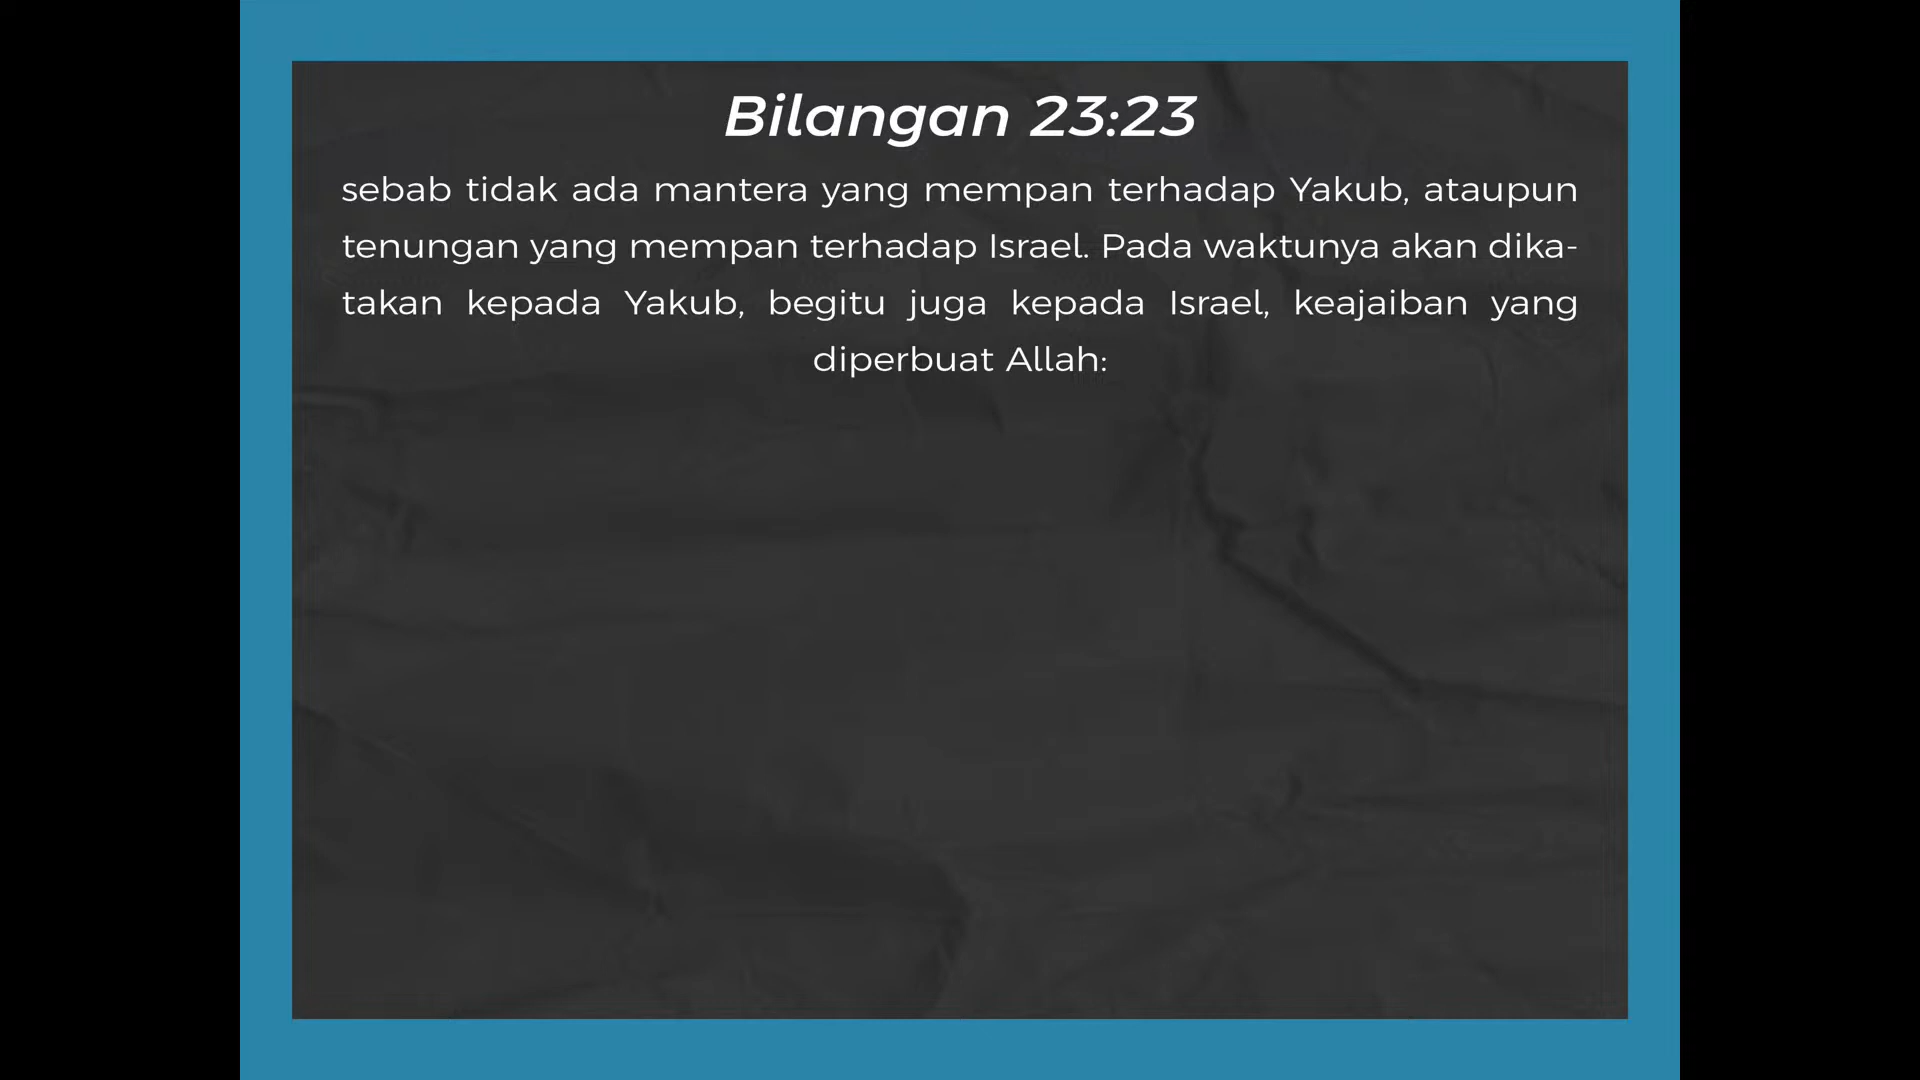 Bilangan 23:23
sebab tidak ada mantera yang mempan terhadap Yakub, ataupun
tenungan yang mempan terhadap Israel. Pada waktunya akan dika-
takan kepada Yakub, begitu juga kepada Israel, keajaiban yang
diperbuat Allah: